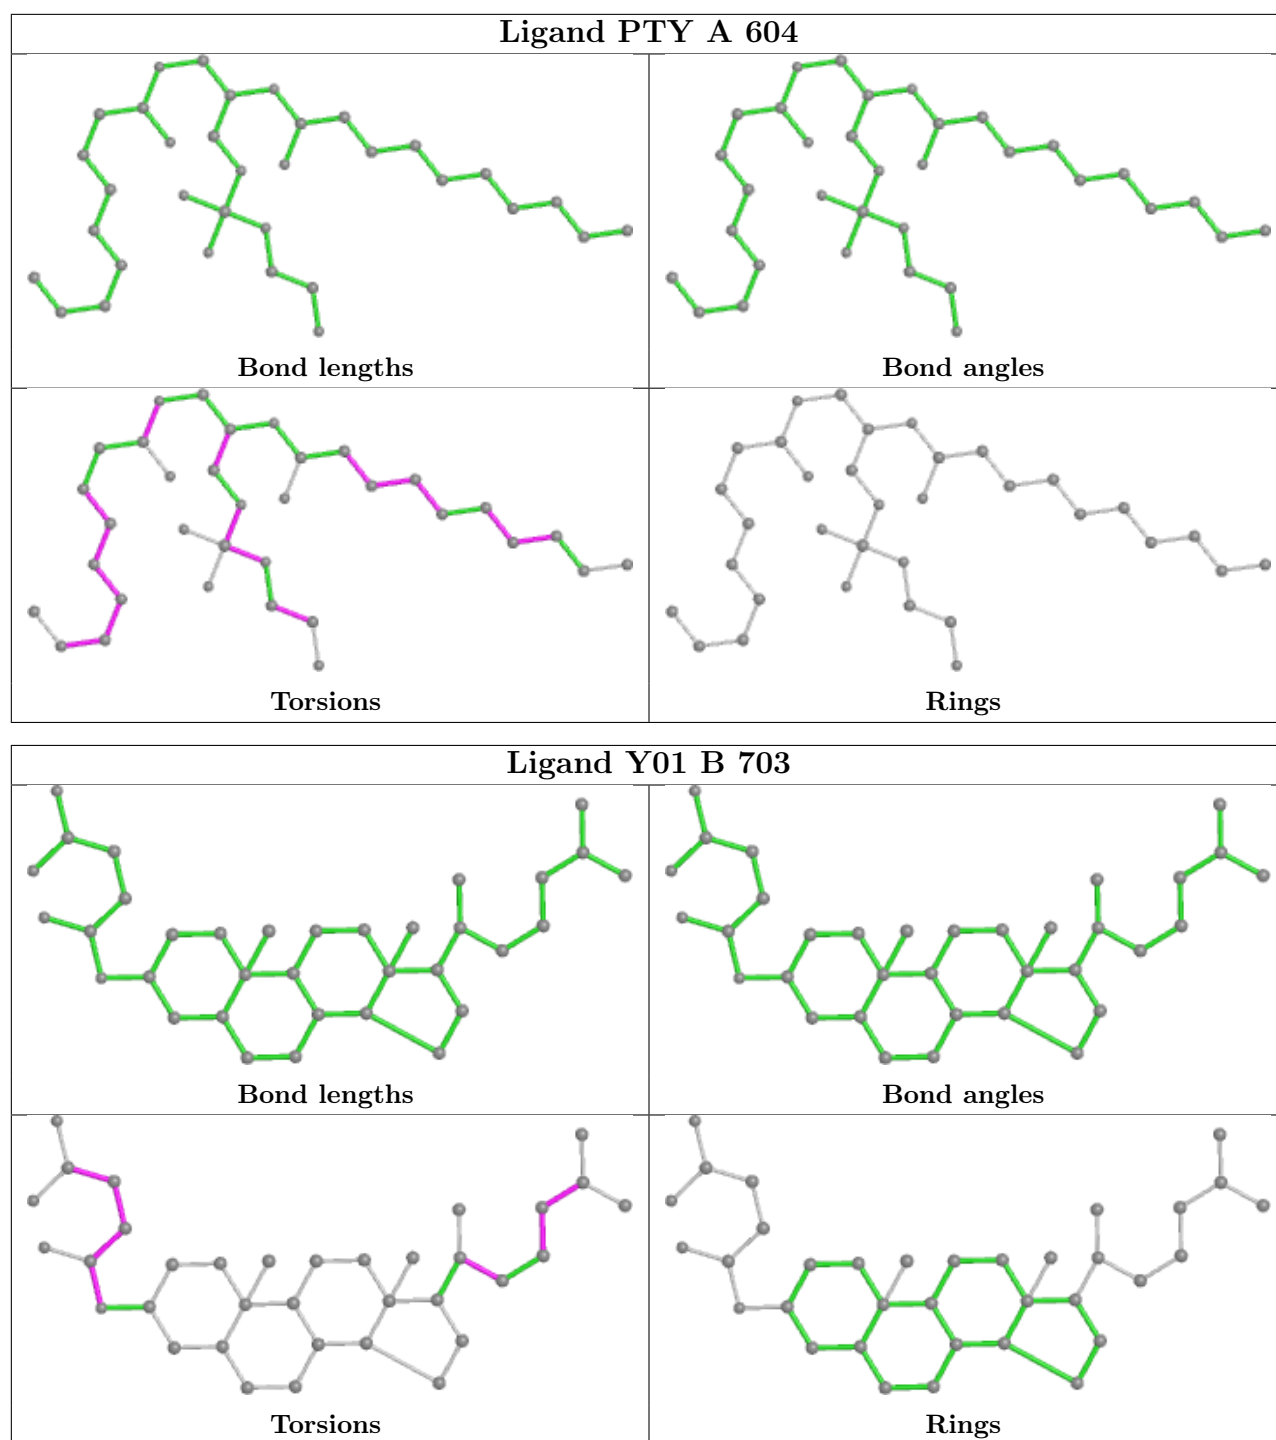 Ligand PTY A 604
Bond lengths
Bond angles
Torsions
Rings
Ligand Y01 B 703
Bond lengths
Bond angles
Torsions
Rings